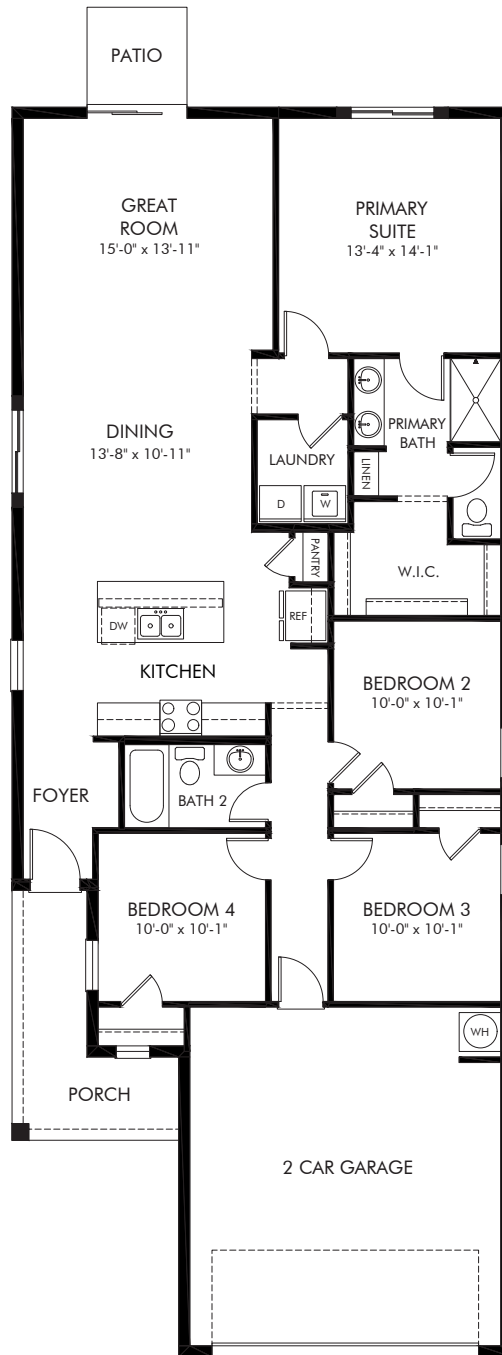 PATIO
GREAT
ROOM
15'-0" x 13'-11"
PRIMARY
SUITE
13'-4" x 14'-1"
DINING
13'-8" x 10'-11"
PRIMARY
BATH
LAUNDRY
LINEN
D
W
PANTRY
W.I.C.
REF
DW
KITCHEN
BEDROOM 2
10'-0" x 10'-1"
FOYER
BATH 2
BEDROOM 4
10'-0" x 10'-1"
BEDROOM 3
10'-0" x 10'-1"
WH
PORCH
2 CAR GARAGE